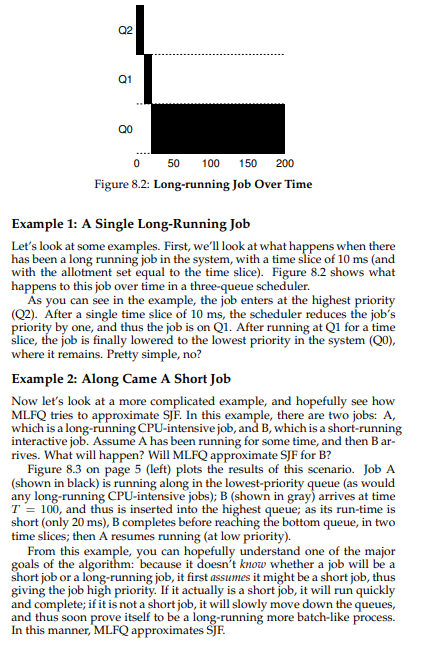 Q2
Q1
Q0
0 50 100 150 200
Figure 8.2: Long-running Job Over Time
Example 1: A Single Long-Running Job
Let's look at some examples. First, we'll look at what happens when there
has been a long running job in the system, with a time slice of 10 ms (and
with the allotment set equal to the time slice). Figure 8.2 shows what
happens to this job over time in a three-queue scheduler.
As you can see in the example, the job enters at the highest priority
(Q2). After a single time slice of 10 ms, the scheduler reduces the job's
priority by one, and thus the job is on Q1. After running at Q1 for a time
slice, the job is finally lowered to the lowest priority in the system (Q0),
where it remains. Pretty simple, no?
Example 2: Along Came A Short Job
Now let's look at a more complicated example, and hopefully see how
MLFQ tries to approximate SJF. In this example, there are two jobs: A,
which is a long-running CPU-intensive job, and B, which is a short-running
interactive job. Assume A has been running for some time, and then B ar-
rives. What will happen? Will MLFQ approximate SJF for B?
Figure 8.3 on page 5 (left) plots the results of this scenario. Job A
(shown in black) is running along in the lowest-priority queue (as would
any long-running CPU-intensive jobs); B (shown in gray) arrives at time
T = 100, and thus is inserted into the highest queue; as its run-time is
short (only 20 ms), B completes before reaching the bottom queue, in two
time slices; then A resumes running (at low priority).
From this example, you can hopefully understand one of the major
goals of the algorithm: because it doesn't know whether a job will be a
short job or a long-running job, it first assumes it might be a short job, thus
giving the job high priority. If it actually is a short job, it will run quickly
and complete; if it is not a short job, it will slowly move down the queues,
and thus soon prove itself to be a long-running more batch-like process.
In this manner, MLFQ approximates SJF.